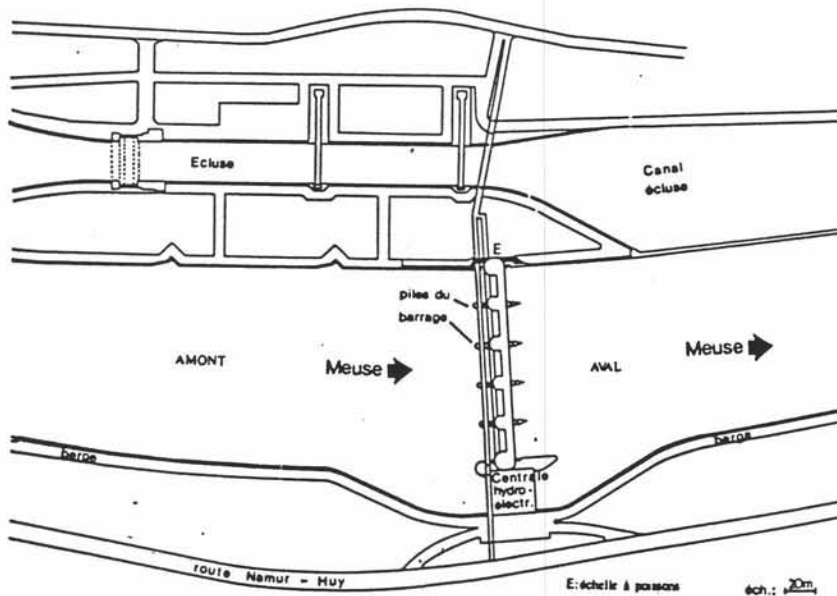 Ecluse
Canal
écluse
E
piles du
barrage
AMONT
Meuse
AVAL
Meuse
berge
berge
Centrale
hydro-
electr.
route Namur - Huy
E: échelle à poissons
éch.: 20m